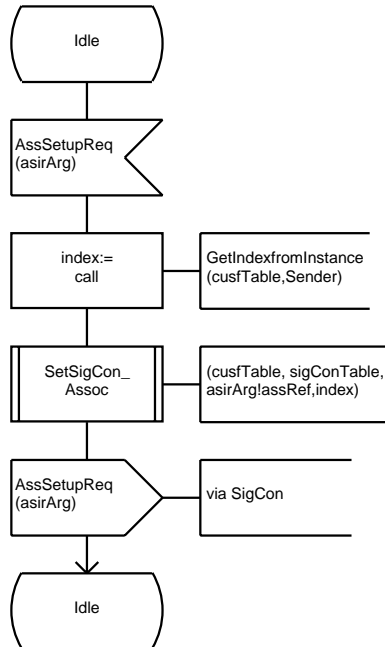 Idle
AssSetupReq
(asirArg)
index:=
call
GetIndexfromInstance
(cusfTable,Sender)
SetSigCon_
Assoc
(cusfTable, sigConTable,
asirArg!assRef,index)
AssSetupReq
(asirArg)
via SigCon
Idle